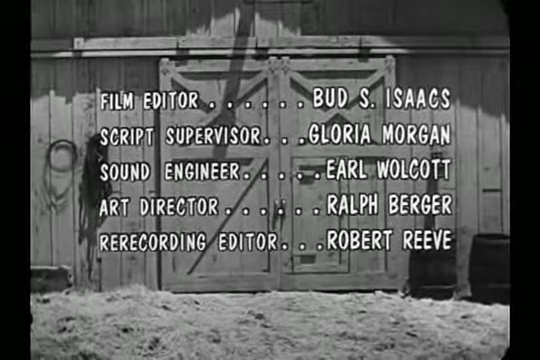 FILM EDITOR . . . . . . BUD S. ISAACS
SCRIPT SUPERVISOR. . .GLORIA MORGAN
SOUND ENGINEER. . . . .EARL WOLCOTT
ART DIRECTOR . . . . . . RALPH BERGER
RERECORDING EDITOR. . .ROBERT REEVE